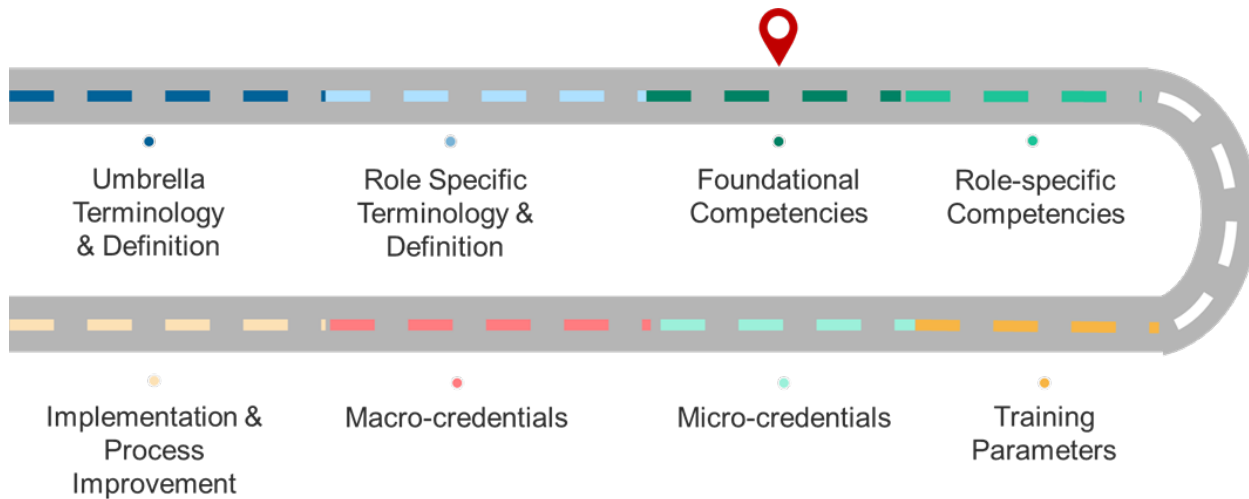 Umbrella
Terminology
& Definition
Role Specific
Terminology &
Definition
Foundational
Competencies
Role-specific
Competencies
Implementation &
Process
Improvement
Macro-credentials
Micro-credentials
Training
Parameters